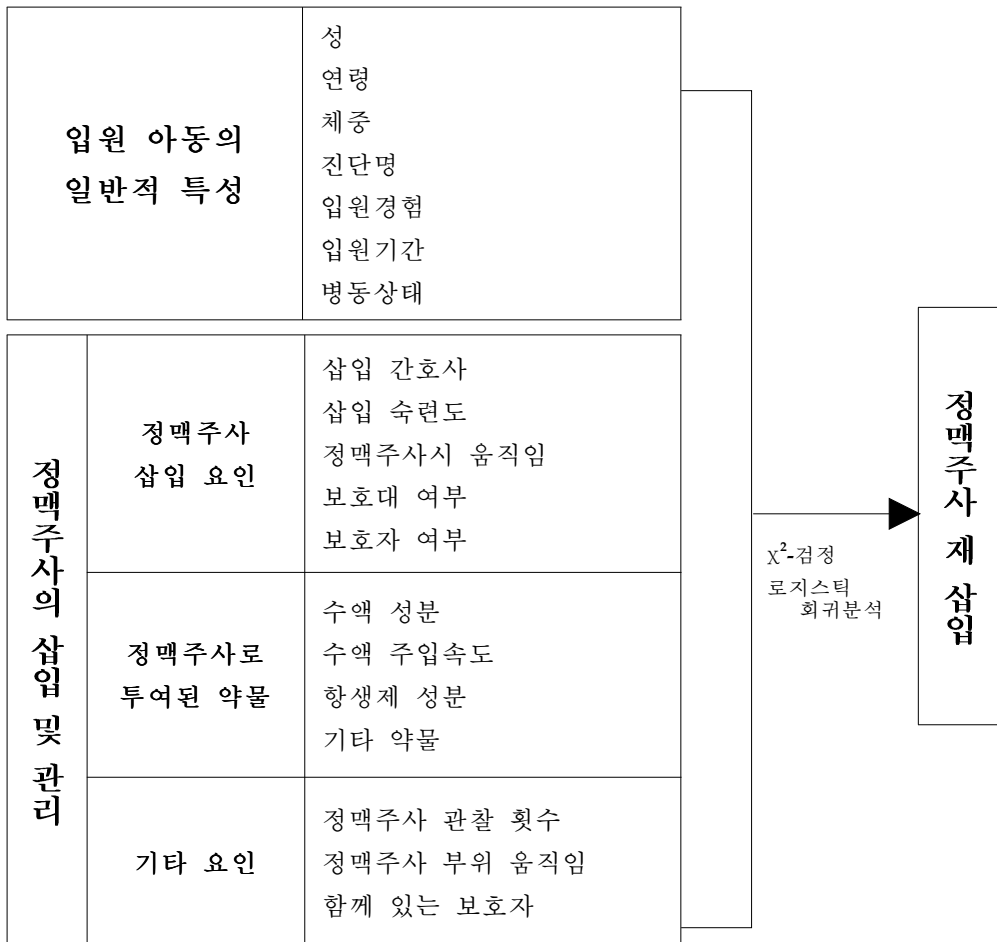 입원 아동의
일반적 특성
성
연령
체중
진단명
입원경험
입원기간
병동상태
정맥주사의 삽입 및 관리
정맥주사
삽입 요인
삽입 간호사
삽입 숙련도
정맥주사시 움직임
보호대 여부
보호자 여부
정맥주사로
투여된 약물
수액 성분
수액 주입속도
항생제 성분
기타 약물
기타 요인
정맥주사 관찰 횟수
정맥주사 부위 움직임
함께 있는 보호자
χ²-검정
로지스틱
회귀분석
정맥주사 재 삽입